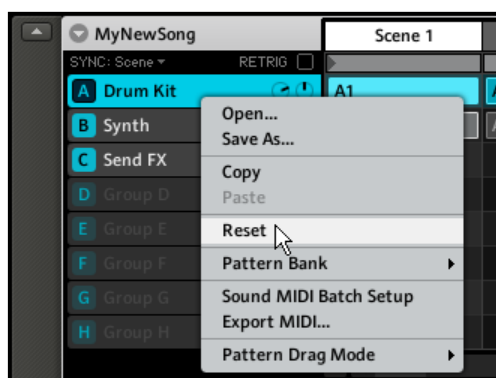 MyNewSong
Scene 1
SYNC: Scene
RETRIG
A Drum Kit
A1
B Synth
C Send FX
D Group D
E Group E
F Group F
G Group G
H Group H
Open...
Save As...
Copy
Paste
Reset
Pattern Bank
Sound MIDI Batch Setup
Export MIDI...
Pattern Drag Mode